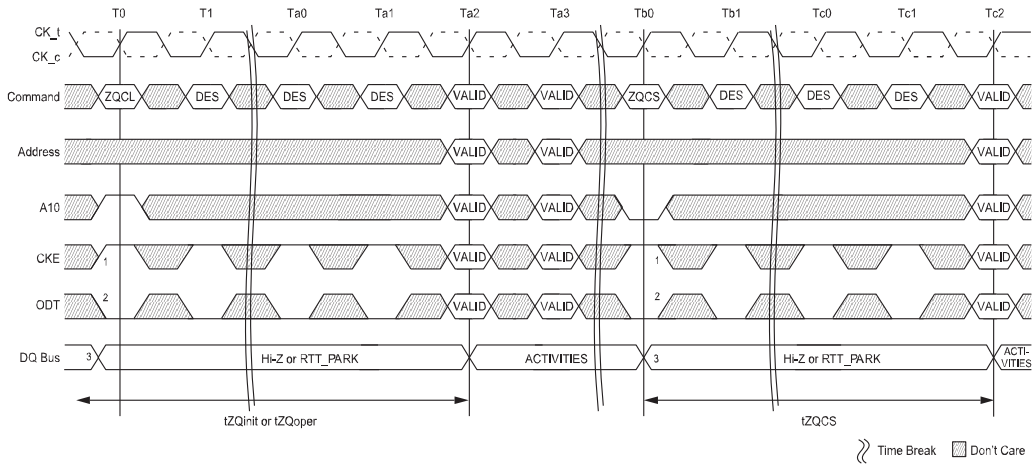 T0 T1 Ta0 Ta1 Ta2 Ta3 Tb0 Tb1 Tc0 Tc1 Tc2
CK_t
CK_c
Command ZQCL DES DES DES VALID VALID ZQCS DES DES DES VALID
Address VALID VALID VALID
A10 VALID VALID VALID
CKE 1 VALID VALID 1 VALID
ODT 2 VALID VALID 2 VALID
DQ Bus 3 Hi-Z or RTT_PARK ACTIVITIES 3 Hi-Z or RTT_PARK ACTI-
VITIES
tZQinit or tZQoper tZQCS
Time Break Don't Care